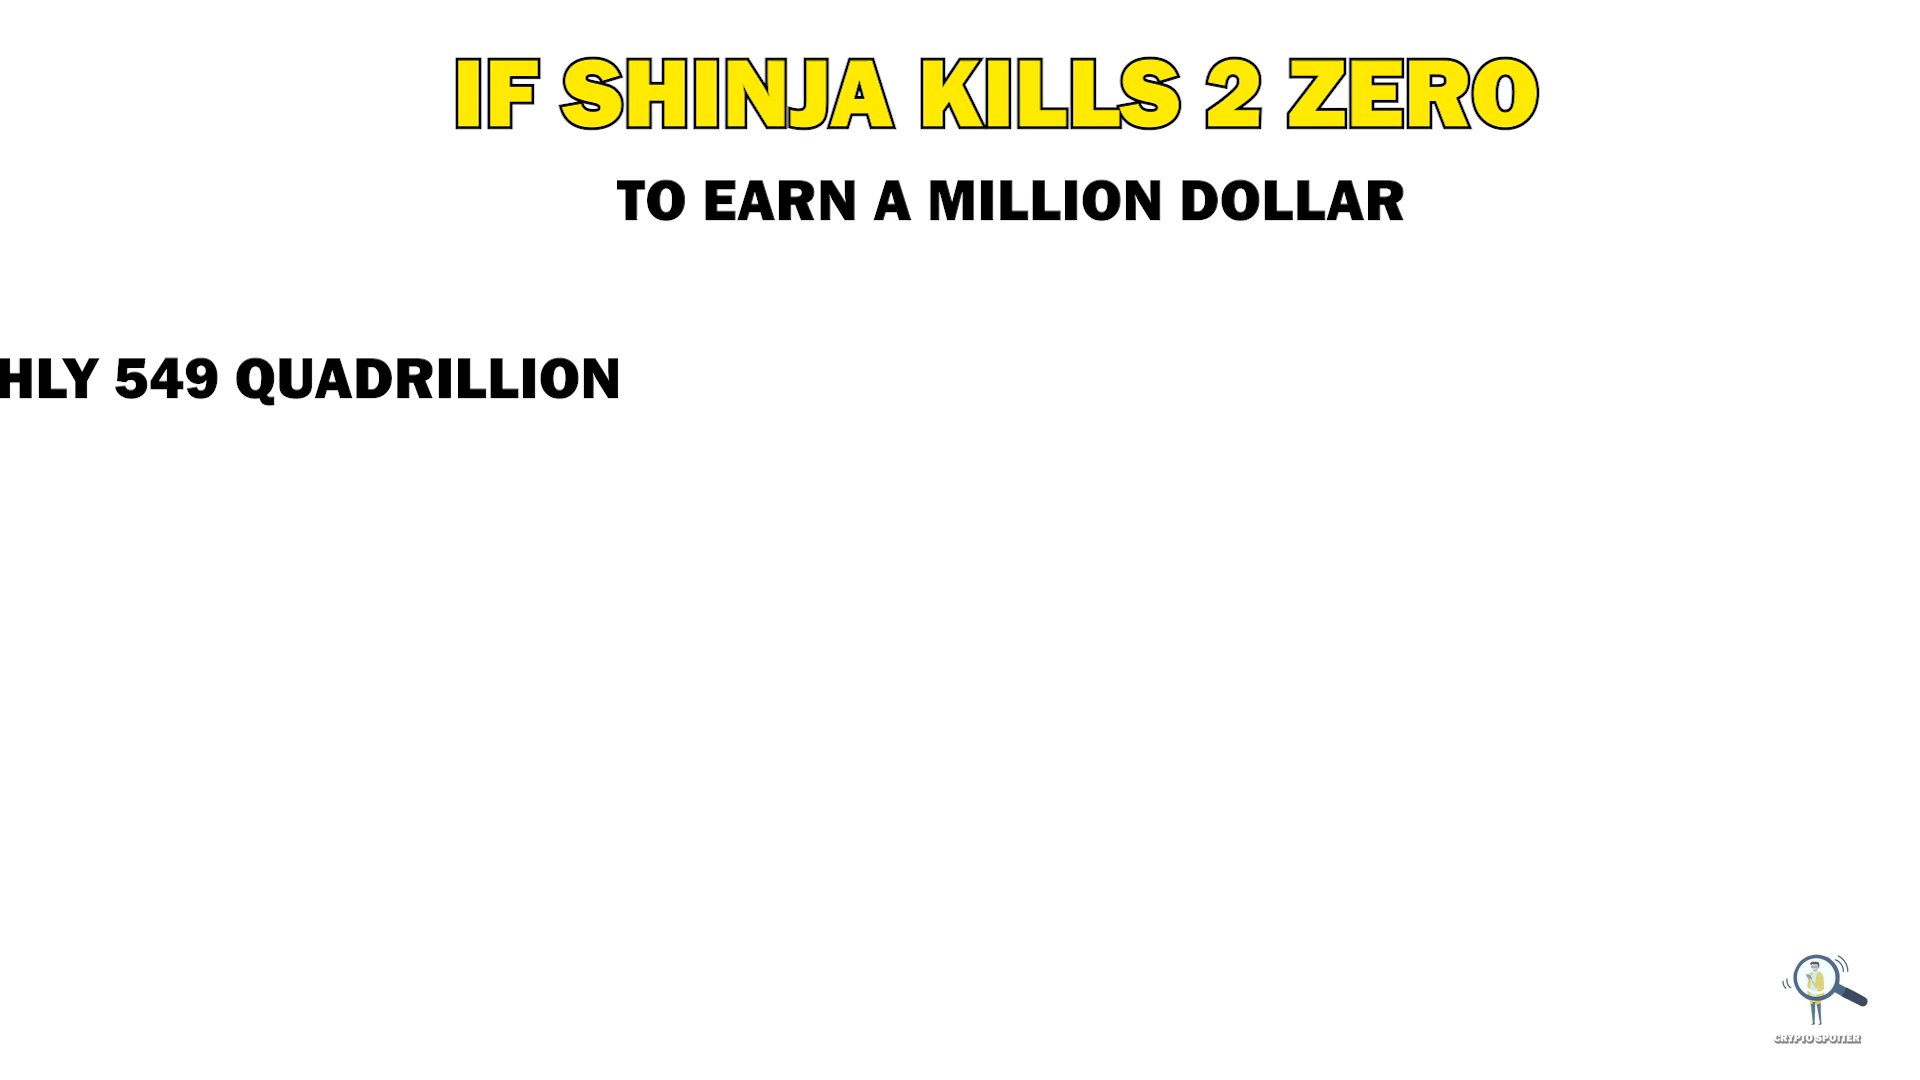 IF SHINJA KILLS 2 ZERO
TO EARN A MILLION DOLLAR
HLY 549 QUADRILLION
CRYPTO SPOTTER